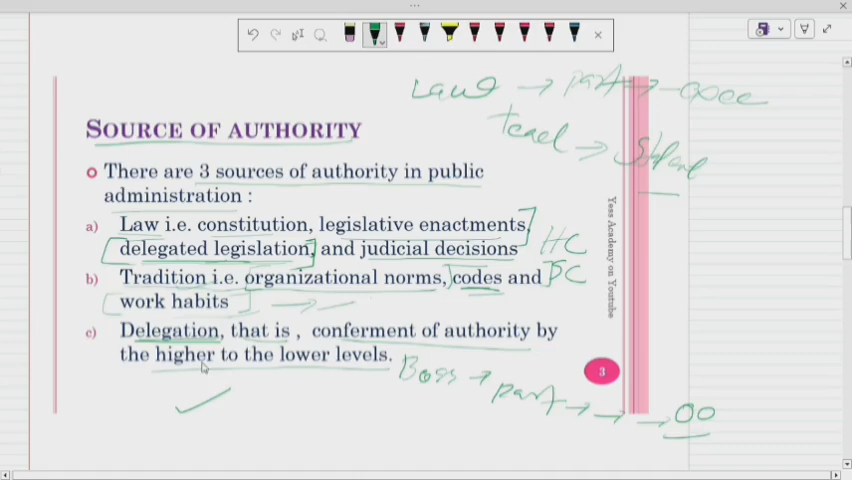 SOURCE OF AUTHORITY
There are 3 sources of authority in public
administration :
a) Law i.e. constitution, legislative enactments,
delegated legislation, and judicial decisions
b) Tradition i.e. organizational norms, codes and
work habits
c) Delegation, that is , conferment of authority by
the higher to the lower levels.
HC
Boss
Yess Academy on Youtube
3